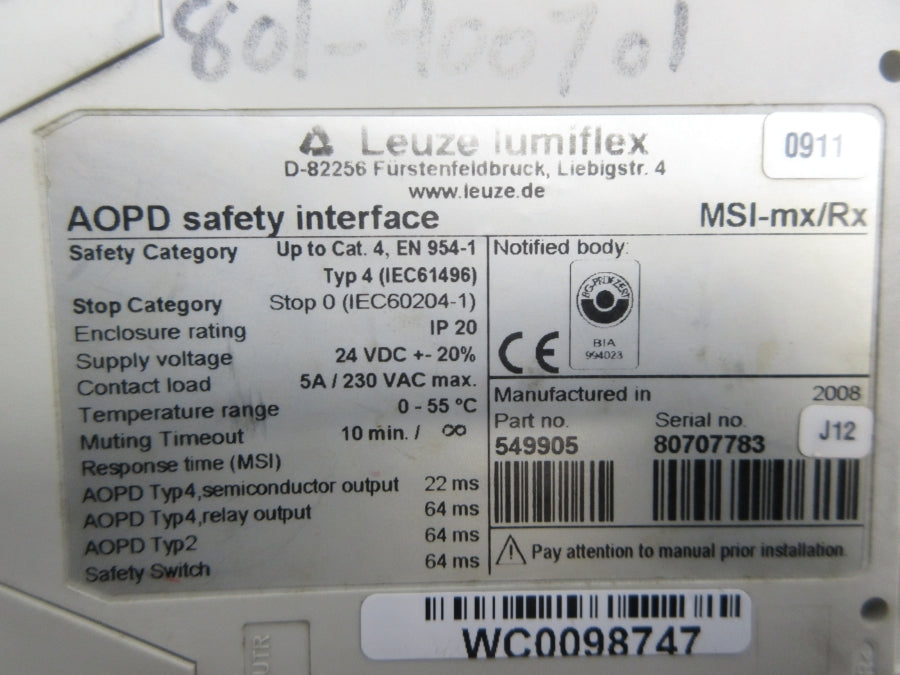 801-900701
Leuze lumiflex
0911
D-82256 Fürstenfeldbruck, Liebigstr. 4
www.leuze.de
AOPD safety interface MSI-mx/Rx
Safety Category Up to Cat. 4, EN 954-1
Typ 4 (IEC61496)
Stop Category Stop 0 (IEC60204-1)
Enclosure rating IP 20
Supply voltage 24 VDC +- 20%
Contact load 5A / 230 VAC max.
Temperature range 0 - 55 ºC
Muting Timeout 10 min. / ∞
Response time (MSI)
AOPD Typ4,semiconductor output 22 ms
AOPD Typ4,relay output 64 ms
AOPD Typ2 64 ms
Safety Switch 64 ms
Notified body:
BG-PRÜFZERT
CE
BIA
994023
Manufactured in 2008
Part no. Serial no.
549905 80707783
J12
Pay attention to manual prior installation.
WC0098747